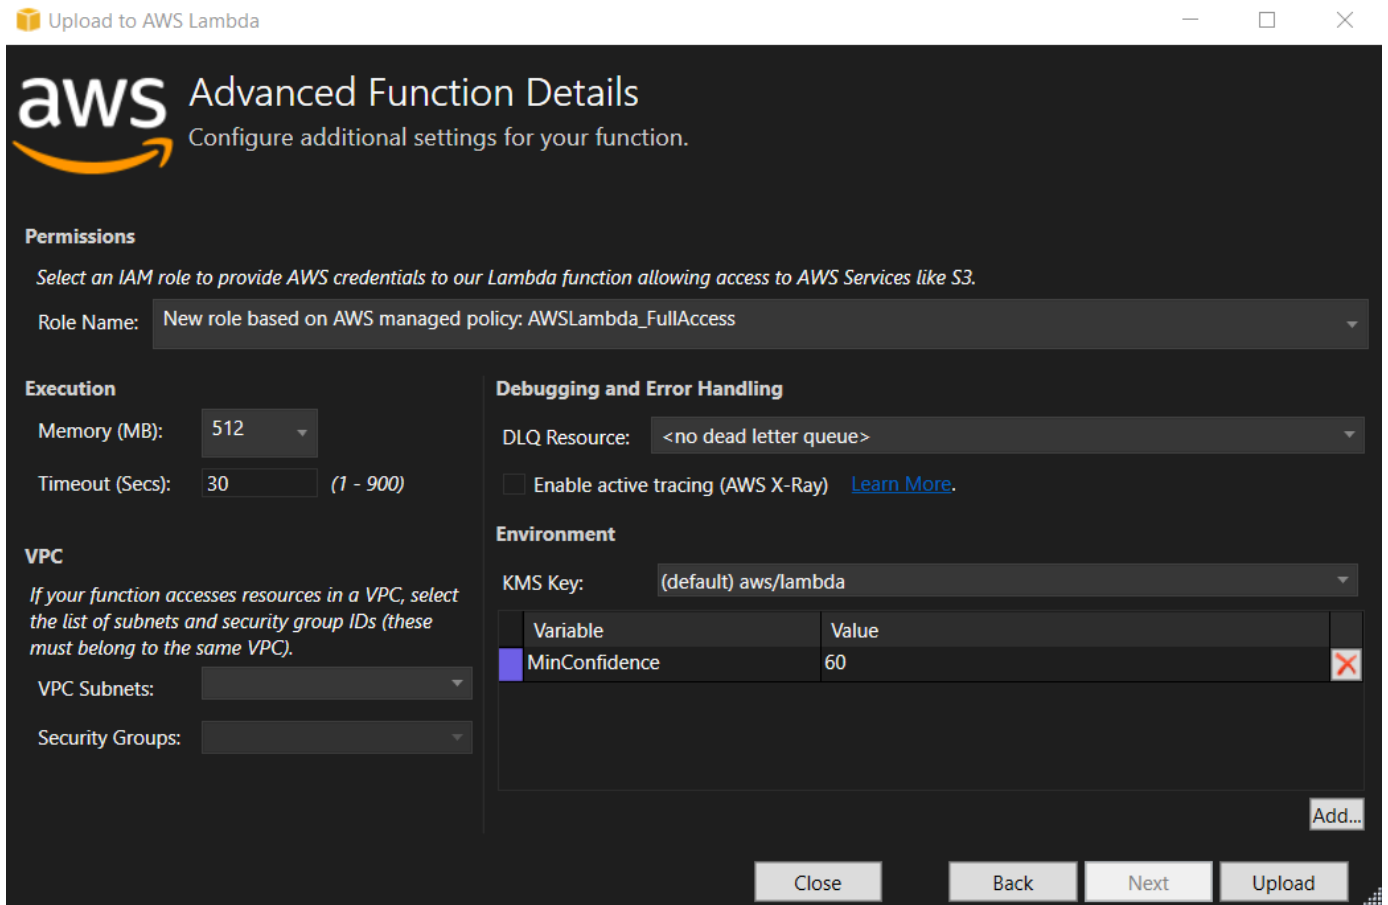 Upload to AWS Lambda
aws
Advanced Function Details
Configure additional settings for your function.
Permissions
Select an IAM role to provide AWS credentials to our Lambda function allowing access to AWS Services like S3.
Role Name: New role based on AWS managed policy: AWSLambda_FullAccess
Execution
Memory (MB): 512
Timeout (Secs): 30 (1 - 900)
VPC
If your function accesses resources in a VPC, select
the list of subnets and security group IDs (these
must belong to the same VPC).
VPC Subnets:
Security Groups:
Debugging and Error Handling
DLQ Resource: <no dead letter queue>
Enable active tracing (AWS X-Ray) Learn More.
Environment
KMS Key: (default) aws/lambda
Variable Value
MinConfidence 60
Add...
Close Back Next Upload